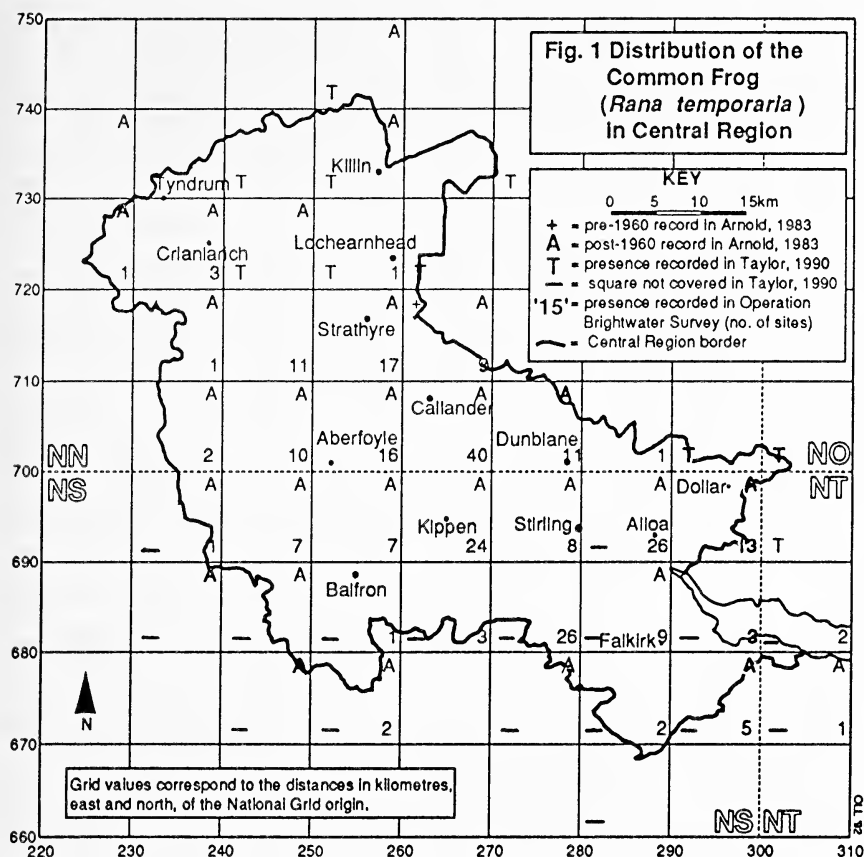 750
Fig. 1 Distribution of the
Common Frog
(Rana temporaria)
in Central Region
A
740
T
A
A
KEY
0 5 10 15km
+ = pre-1960 record in Arnold, 1983
A = post-1960 record in Arnold, 1983
T = presence recorded in Taylor, 1990
— = square not covered in Taylor, 1990
'15' = presence recorded in Operation
Brightwater Survey (no. of sites)
= Central Region border
Killin
Tyndrum T T T
730
A A A
Crianlarich Lochearnhead
1 3 T T 1 T
720
A A + A
Strathyre
1 11 17 9
710
A A A A A
Callander
Aberfoyle Dunblane
2 10 16 40 11 1 T T
NN 700 NO
NS NT
A A A A A A Dollar A
Kippen Stirling Alloa
— 1 7 7 24 8 — 26 13 T
690
A A A
Balfron
— — — 1 — 3 — 26 — Falkirk 9 — 3 — 2
680
A A A A A
N
— — 2 — — 2 — 5 — 1
670
Grid values correspond to the distances in kilometres,
east and north, of the National Grid origin.
—
NS NT
660
220 230 240 250 260 270 280 290 300 310